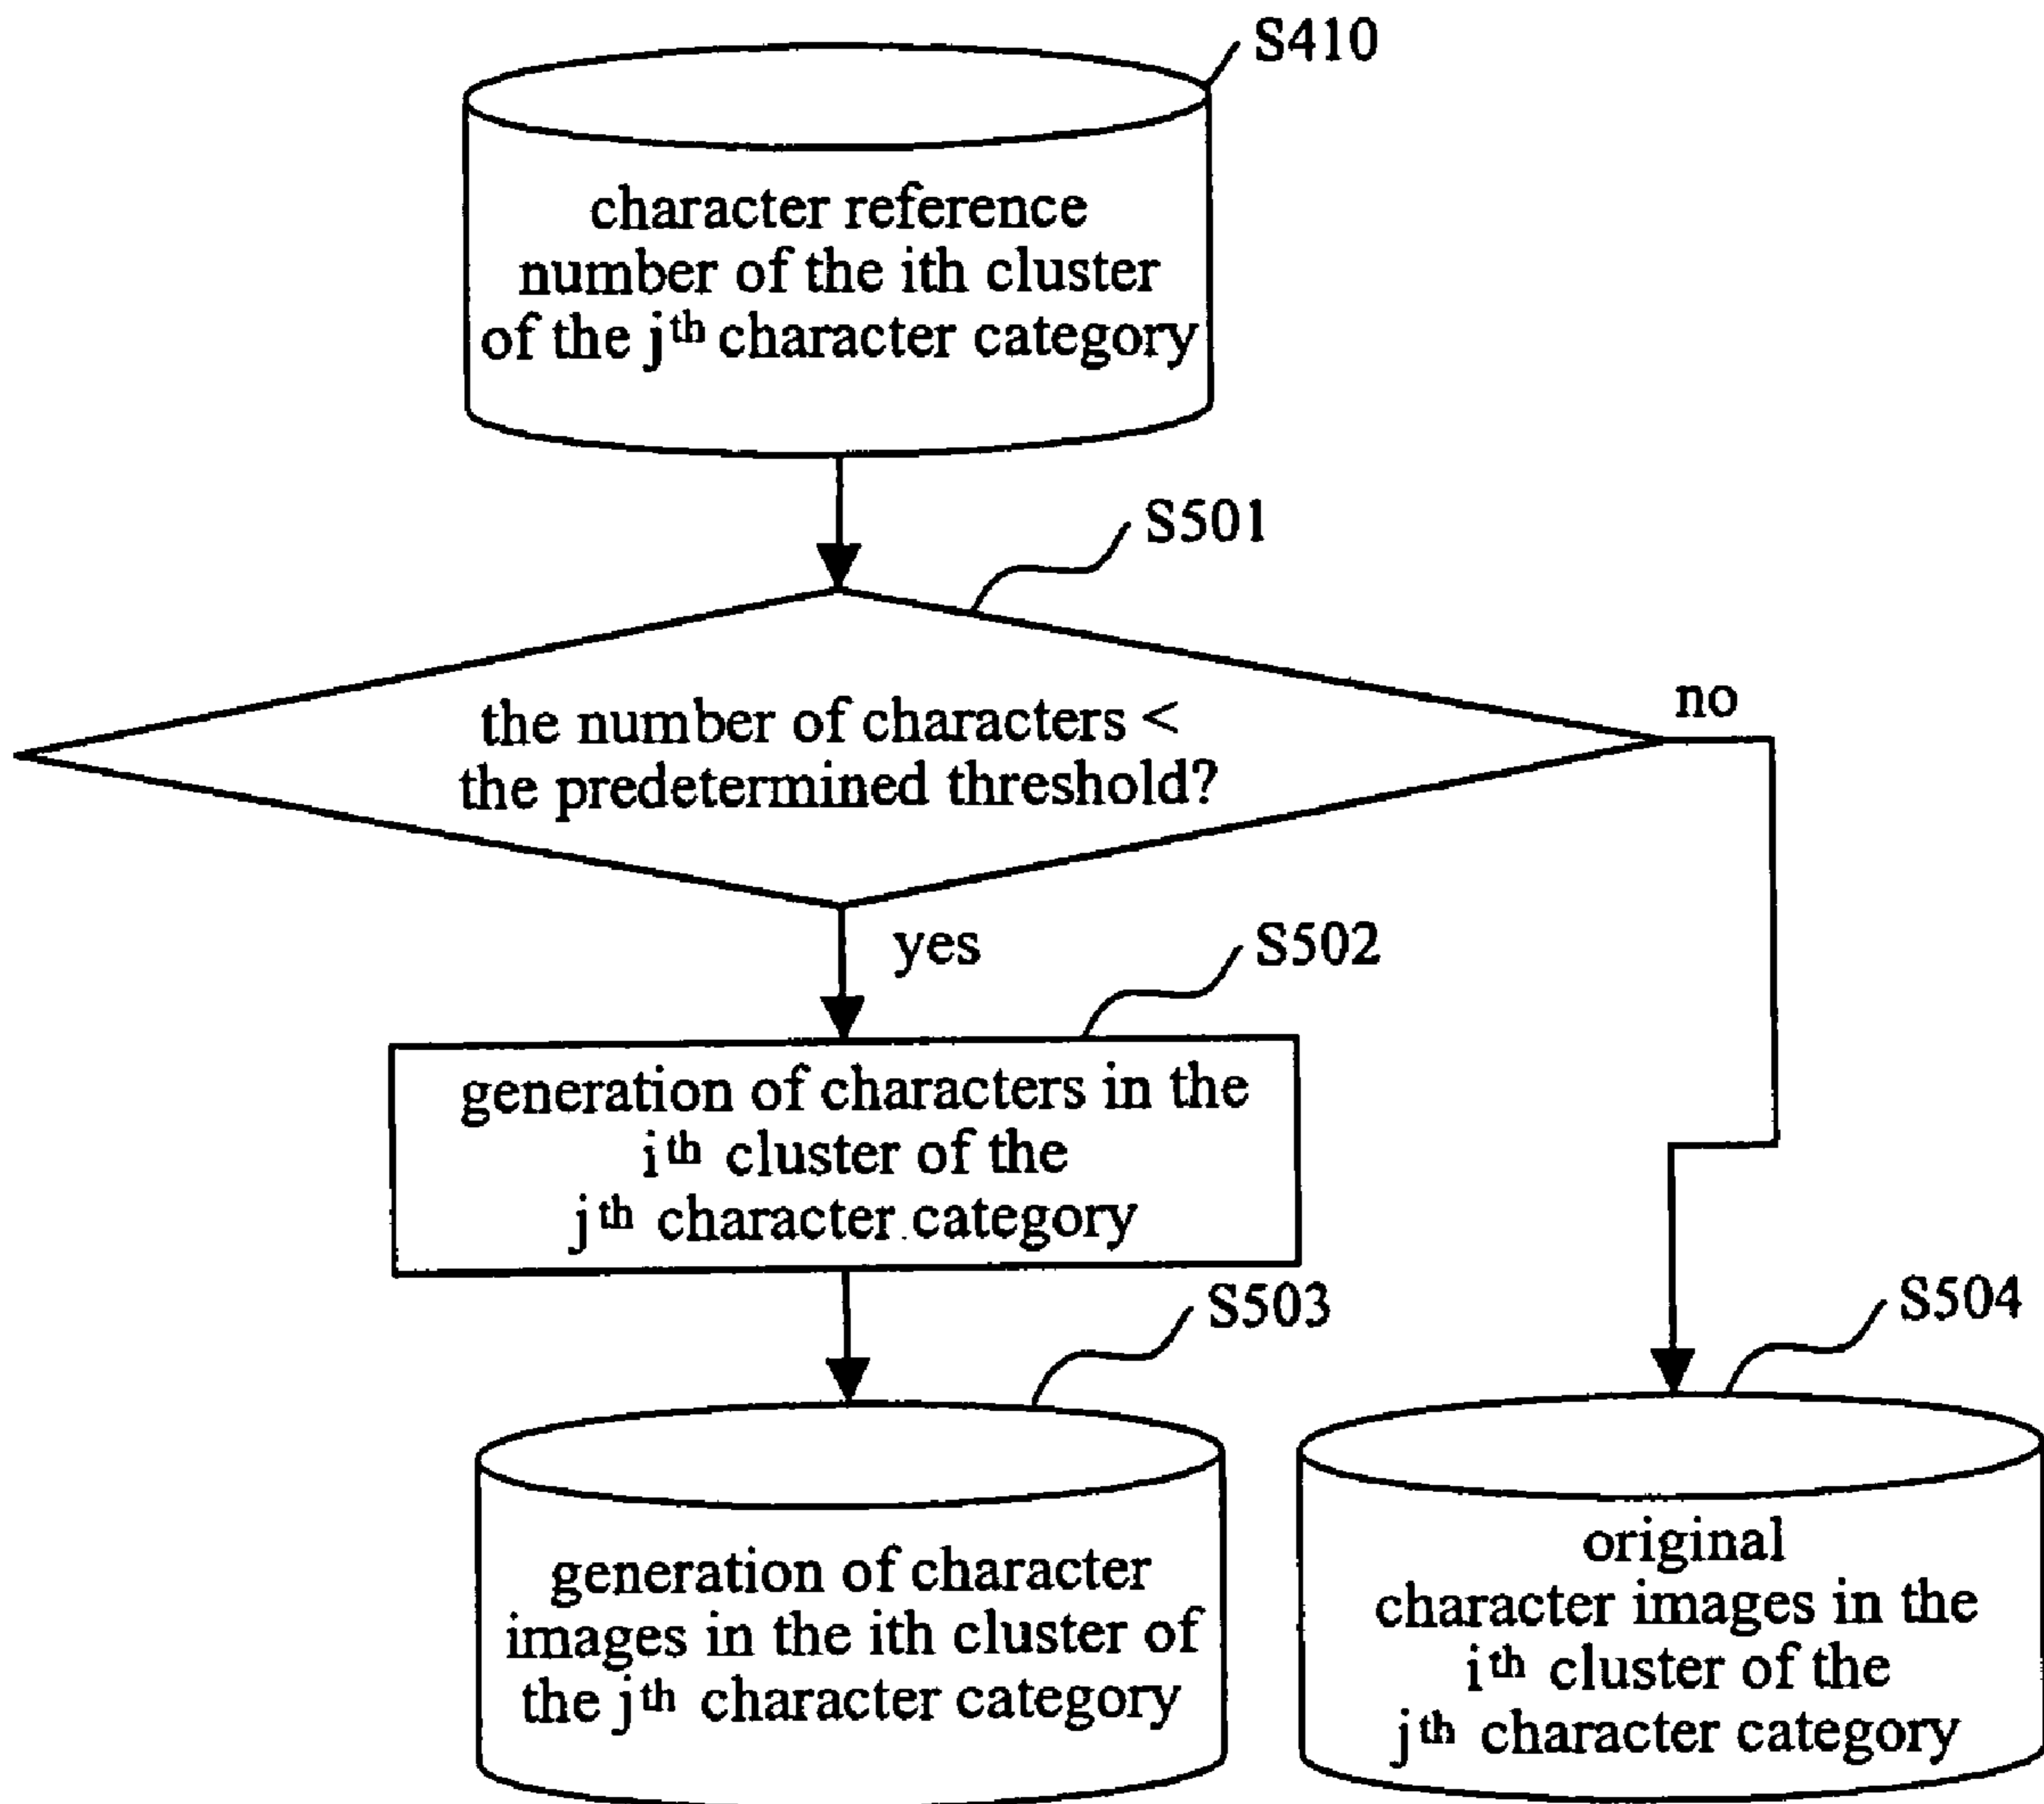 S410
character reference
number of the ith cluster
of the jth character category
S501
the number of characters <
the predetermined threshold?
no
yes
S502
generation of characters in the
ith cluster of the
jth character category
S503
S504
generation of character
images in the ith cluster of
the jth character category
original
character images in the
ith cluster of the
jth character category